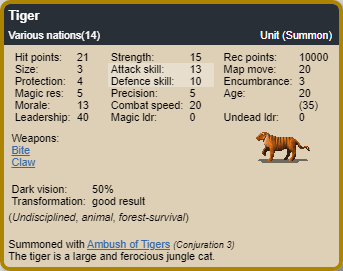 Tiger
Various nations(14) Unit (Summon)
Hit points: 21 Strength: 15 Rec points: 10000
Size: 3 Attack skill: 13 Map move: 20
Protection: 4 Defence skill: 10 Encumbrance: 3
Magic res: 5 Precision: 5 Age: 20
Morale: 13 Combat speed: 20 (35)
Leadership: 40 Magic ldr: 0 Undead ldr: 0
Weapons:
Bite
Claw
Dark vision: 50%
Transformation: good result
(Undisciplined, animal, forest-survival)
Summoned with Ambush of Tigers (Conjuration 3)
The tiger is a large and ferocious jungle cat.